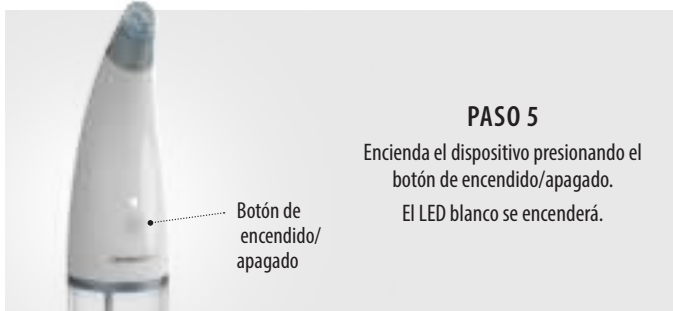 PASO 5
Encienda el dispositivo presionando el
botón de encendido/apagado.
El LED blanco se encenderá.
Botón de
encendido/
apagado